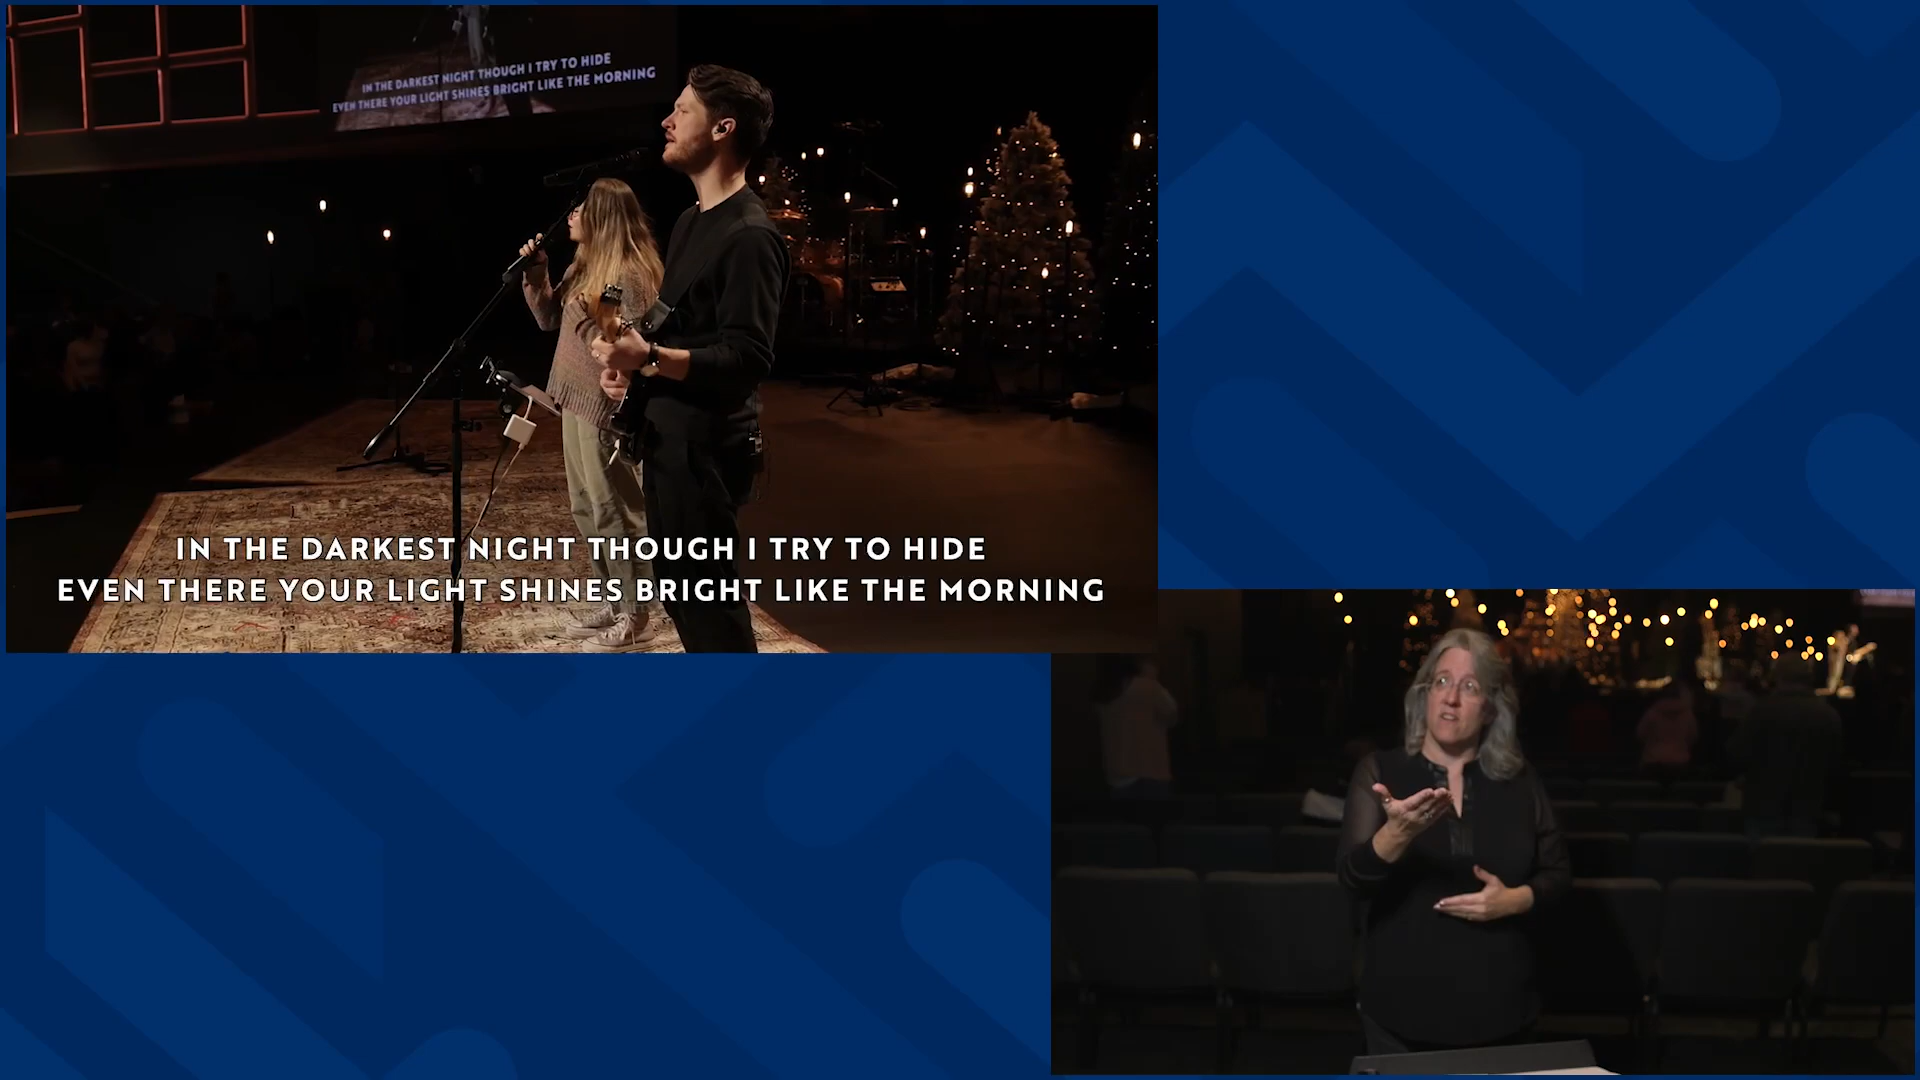 IN THE DARKEST NIGHT THOUGH I TRY TO HIDE
EVEN THERE YOUR LIGHT SHINES BRIGHT LIKE THE MORNING
IN THE DARKEST NIGHT THOUGH I TRY TO HIDE
EVEN THERE YOUR LIGHT SHINES BRIGHT LIKE THE MORNING